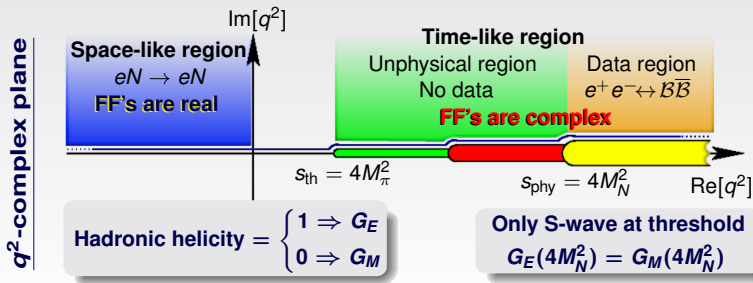 Im[q²]
Space-like region
eN → eN
FF's are real
Time-like region
Unphysical region
No data
Data region
e⁺e⁻ ↔ ℬℬ̅
FF's are complex
q²-complex plane
s_th = 4M_π²
s_phy = 4M_N²
Re[q²]
Hadronic helicity = { 1 ⇒ G_E
0 ⇒ G_M
Only S-wave at threshold
G_E(4M_N²) = G_M(4M_N²)